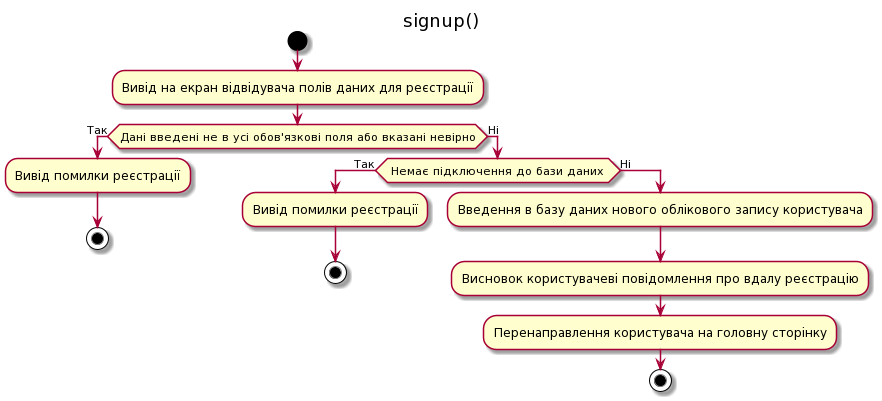 signup()
Вивід на екран відвідувача полів даних для реєстрації
Так
Дані введені не в усі обов'язкові поля або вказані невірно
Ні
Вивід помилки реєстрації
Так
Немає підключення до бази даних
Ні
Вивід помилки реєстрації
Введення в базу даних нового облікового запису користувача
Висновок користувачеві повідомлення про вдалу реєстрацію
Перенаправлення користувача на головну сторінку